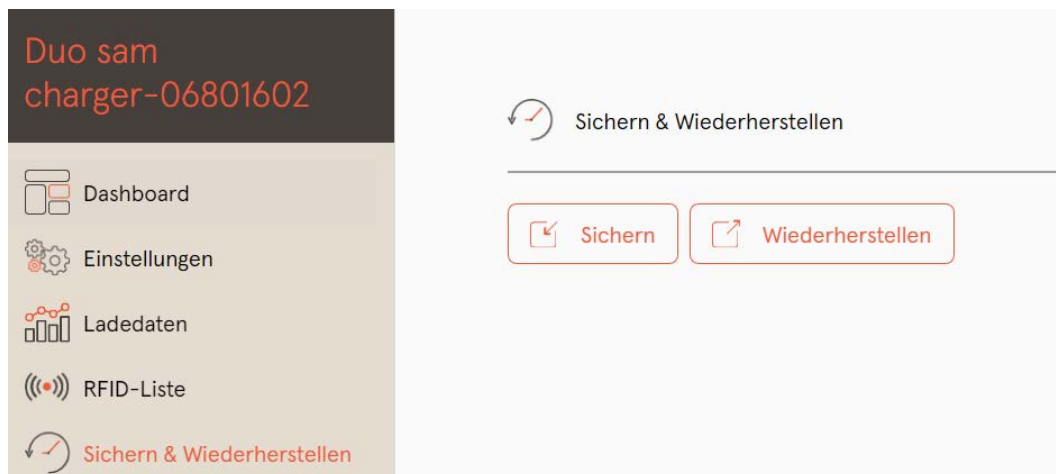 Duo sam
charger-06801602
Dashboard
Einstellungen
Ladedaten
RFID-Liste
Sichern & Wiederherstellen
Sichern & Wiederherstellen
Sichern
Wiederherstellen